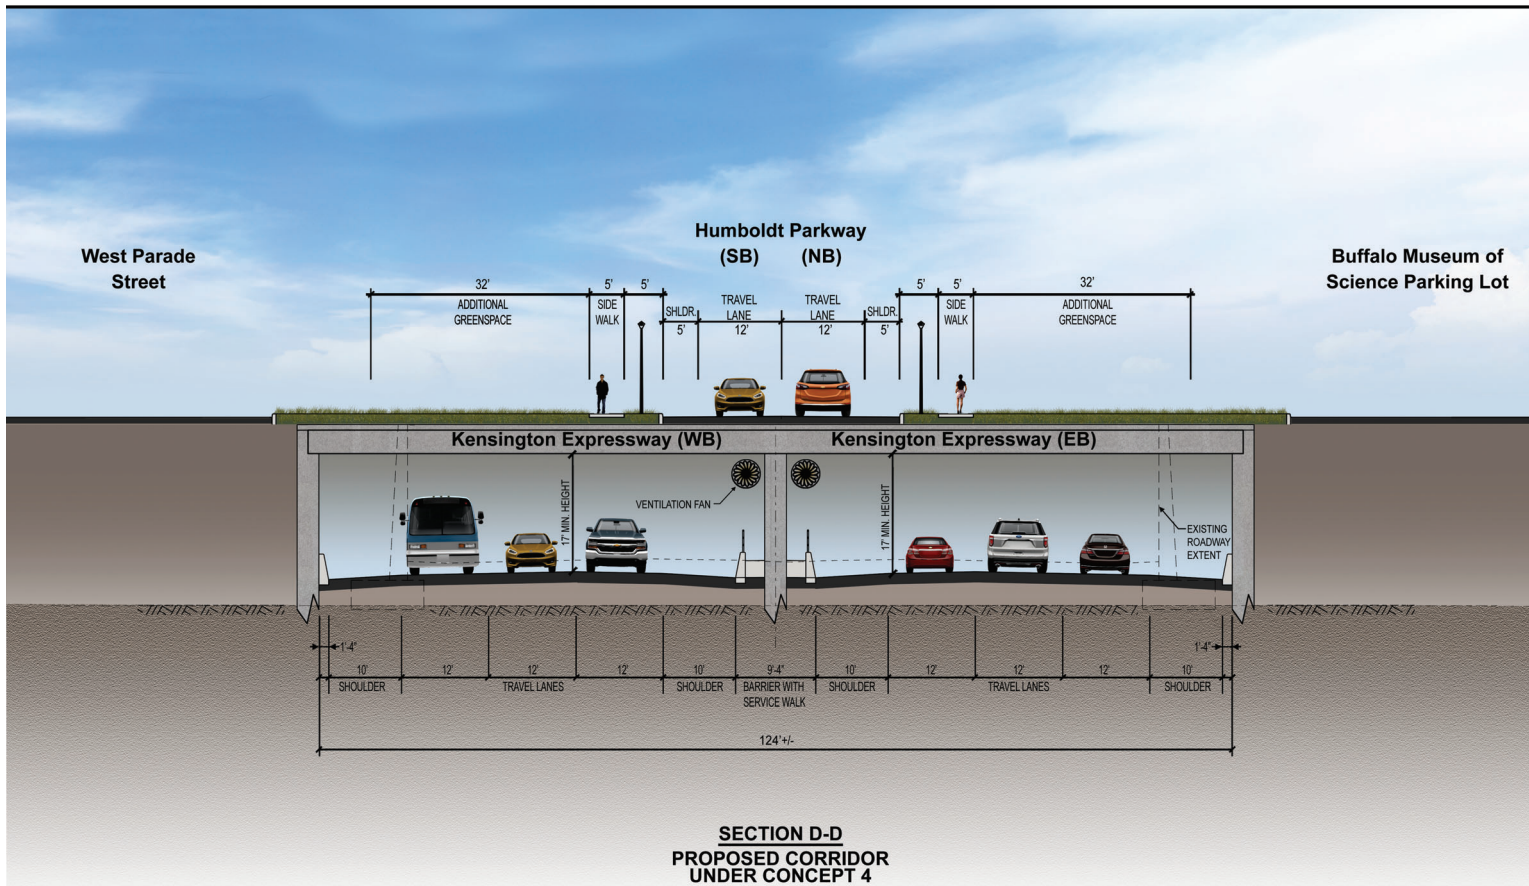 Humboldt Parkway
(SB) (NB)
West Parade
Street
Buffalo Museum of
Science Parking Lot
32' 5' 5' 5' 5' 32'
ADDITIONAL
GREENSPACE
SIDE
WALK
SHLDR.
5'
TRAVEL
LANE
12'
TRAVEL
LANE
12'
SHLDR.
5'
SIDE
WALK
ADDITIONAL
GREENSPACE
Kensington Expressway (WB)
Kensington Expressway (EB)
17' MIN. HEIGHT
VENTILATION FAN
17' MIN. HEIGHT
EXISTING
ROADWAY
EXTENT
1'-4"
1'-4"
10' 12' 12' 12' 10' 9'-4" 10' 12' 12' 12' 10'
SHOULDER TRAVEL LANES SHOULDER BARRIER WITH SHOULDER TRAVEL LANES SHOULDER
SERVICE WALK
124'+/-
SECTION D-D
PROPOSED CORRIDOR
UNDER CONCEPT 4